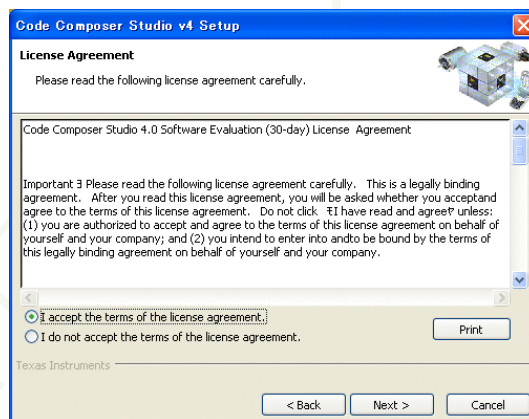 Code Composer Studio v4 Setup
License Agreement
Please read the following license agreement carefully.
Code Composer Studio 4.0 Software Evaluation (30-day) License  Agreement
Important ∃ Please read the following license agreement carefully.  This is a legally binding
agreement.  After you read this license agreement, you will be asked whether you acceptand
agree to the terms of this license agreement.  Do not click  I have read and agree unless:
(1) you are authorized to accept and agree to the terms of this license agreement on behalf of
yourself and your company; and (2) you intend to enter into andto be bound by the terms of
this legally binding agreement on behalf of yourself and your company.
I accept the terms of the license agreement.
I do not accept the terms of the license agreement.
Print
Texas Instruments
< Back
Next >
Cancel